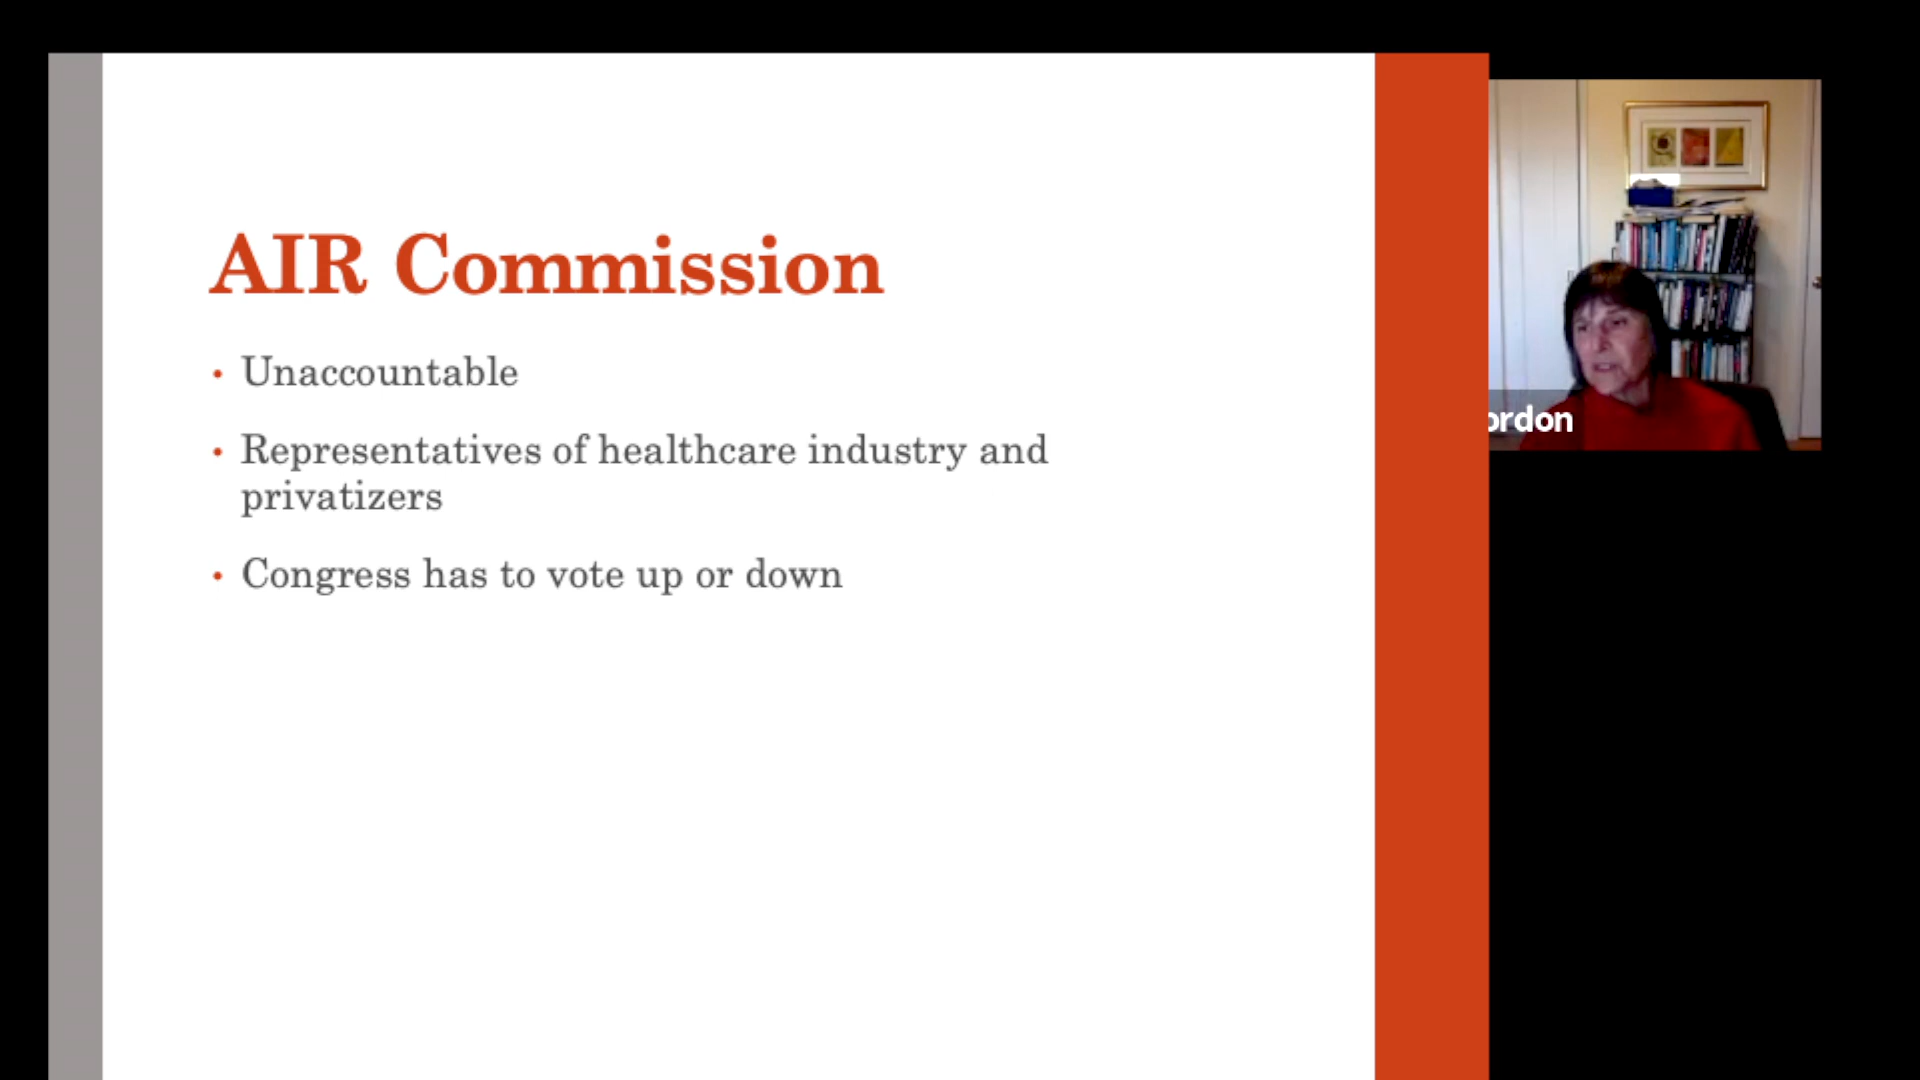 AIR Commission
• Unaccountable
• Representatives of healthcare industry and
privatizers
• Congress has to vote up or down
ordon